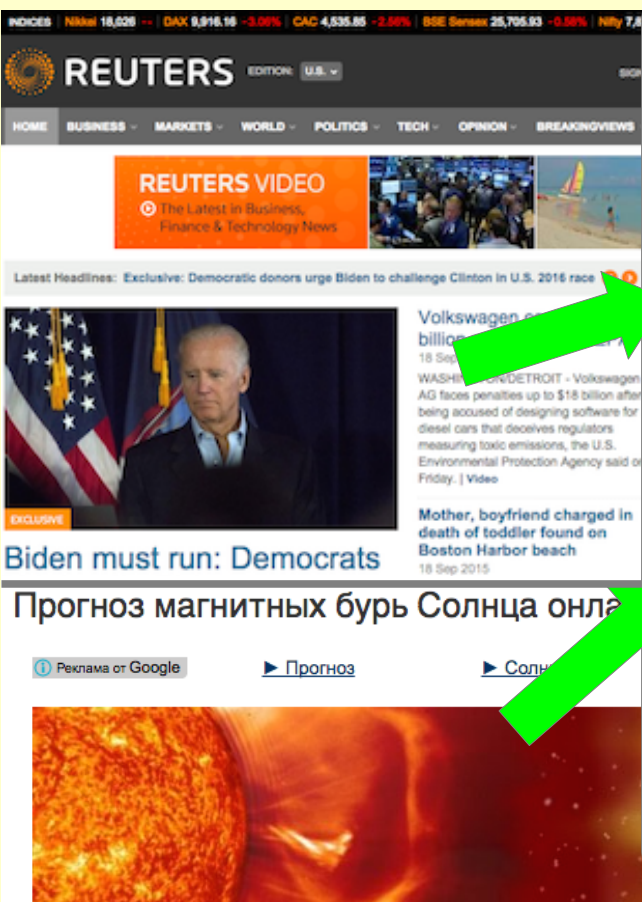 INDICES Nikkei 18,026 -- DAX 9,916.16 -3.06% CAC 4,535.85 -2.56% BSE Sensex 25,705.93 -0.58% Nifty
REUTERS EDITION: U.S.
HOME BUSINESS MARKETS WORLD POLITICS TECH OPINION BREAKINGVIEWS
REUTERS VIDEO
The Latest in Business,
Finance & Technology News
Latest Headlines: Exclusive: Democratic donors urge Biden to challenge Clinton in U.S. 2016 race
Volkswagen
billion
18 Sep
DETROIT - Volkswagen
AG faces penalties up to $18 billion after
being accused of designing software for
diesel cars that deceives regulators
measuring toxic emissions, the U.S.
Environmental Protection Agency said on
Friday. | Video
EXCLUSIVE
Biden must run: Democrats
Mother, boyfriend charged in
death of toddler found on
Boston Harbor beach
18 Sep 2015
Прогноз магнитных бурь Солнца
Реклама от Google ► Прогноз ►